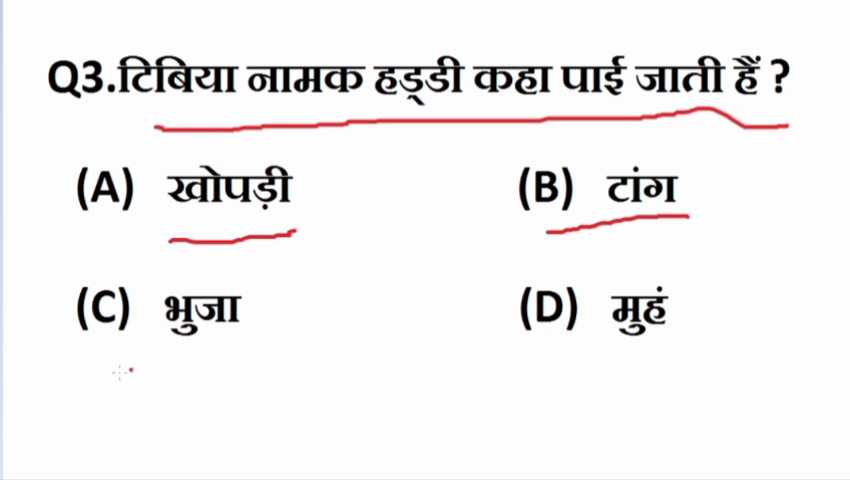 Q3.टिबिया नामक हड्डी कहा पाई जाती हैं ?
(A) खोपड़ी (B) टांग
(C) भुजा (D) मुहं